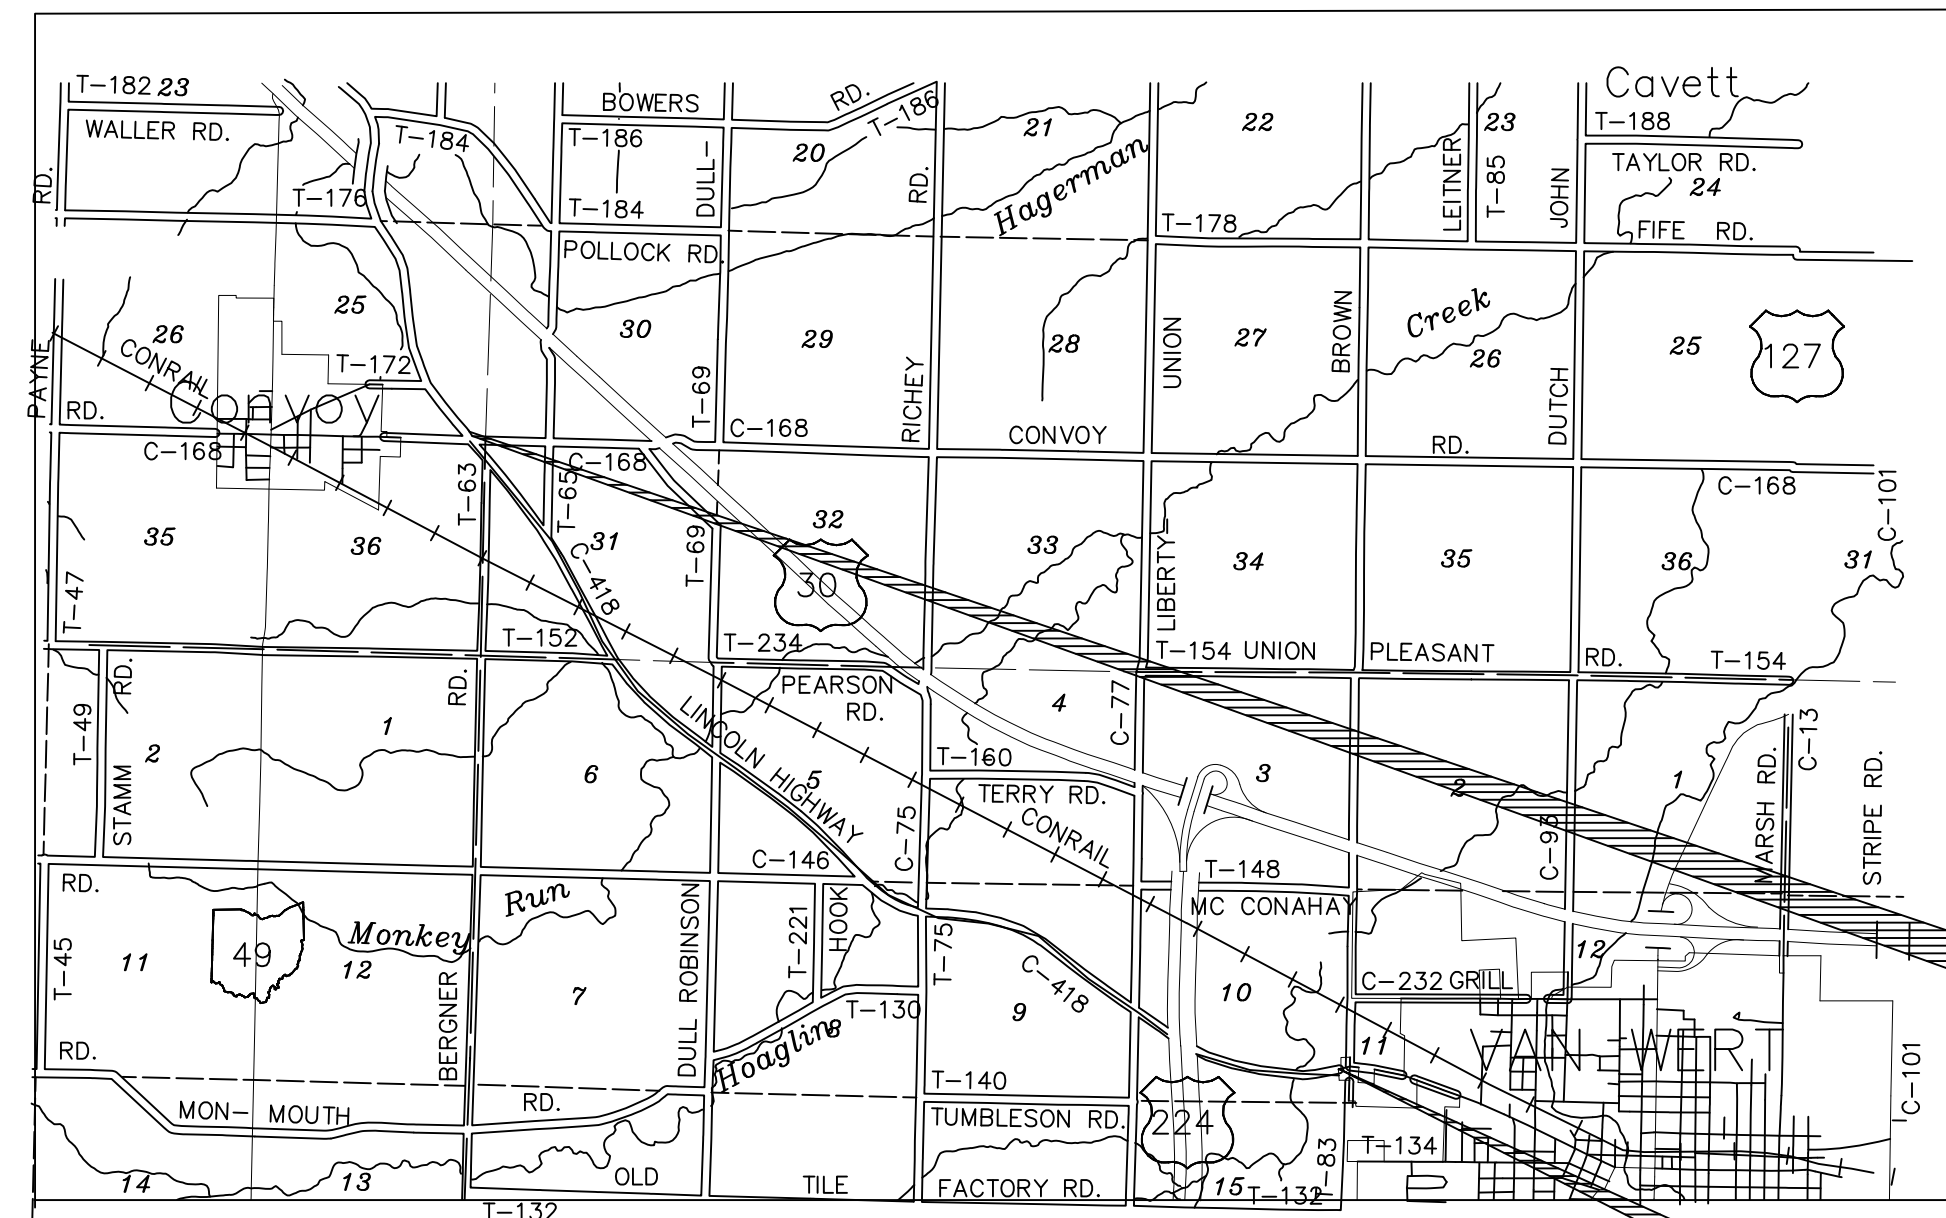 Cavett
T-182 23
WALLER RD.
T-184
BOWERS
RD.
T-186
T-186
DULL-
20
21
22
23
T-188
TAYLOR RD.
24
RD.
T-176
T-184
POLLOCK RD.
RD.
Hagerman
T-178
LEITNER
T-85
JOHN
FIFE RD.
25
26
CONRAIL
T-172
Convoy
PAYNE
RD.
C-168
30
29
T-69
RICHEY
C-168
28
CONVOY
UNION
27
BROWN
Creek
26
DUTCH
RD.
25
127
C-168
C-101
35
36
T-47
T-63
T-65
C-168
31
C-418
T-69
32
30
33
34
LIBERTY-
35
36
31
T-152
T-234
T-154 UNION
PLEASANT
RD.
T-154
T-49
RD.
STAMM
2
1
RD.
6
PEARSON
RD.
LINCOLN HIGHWAY
5
4
C-77
T-160
TERRY RD.
CONRAIL
3
2
1
C-13
MARSH RD.
STRIPE RD.
C-146
C-75
T-148
C-93
RD.
49
Monkey
Run
12
11
T-45
BERGNER
7
DULL ROBINSON
T-221
HOOK
T-75
MC CONAHAY
C-418
10
C-232 GRILL
12
RD.
T-130
Hoaglin
8
9
11
VAN WERT
C-101
MON- MOUTH
RD.
T-140
TUMBLESON RD.
224
T-134
14
13
OLD
TILE
FACTORY RD.
15
T-132
T-132